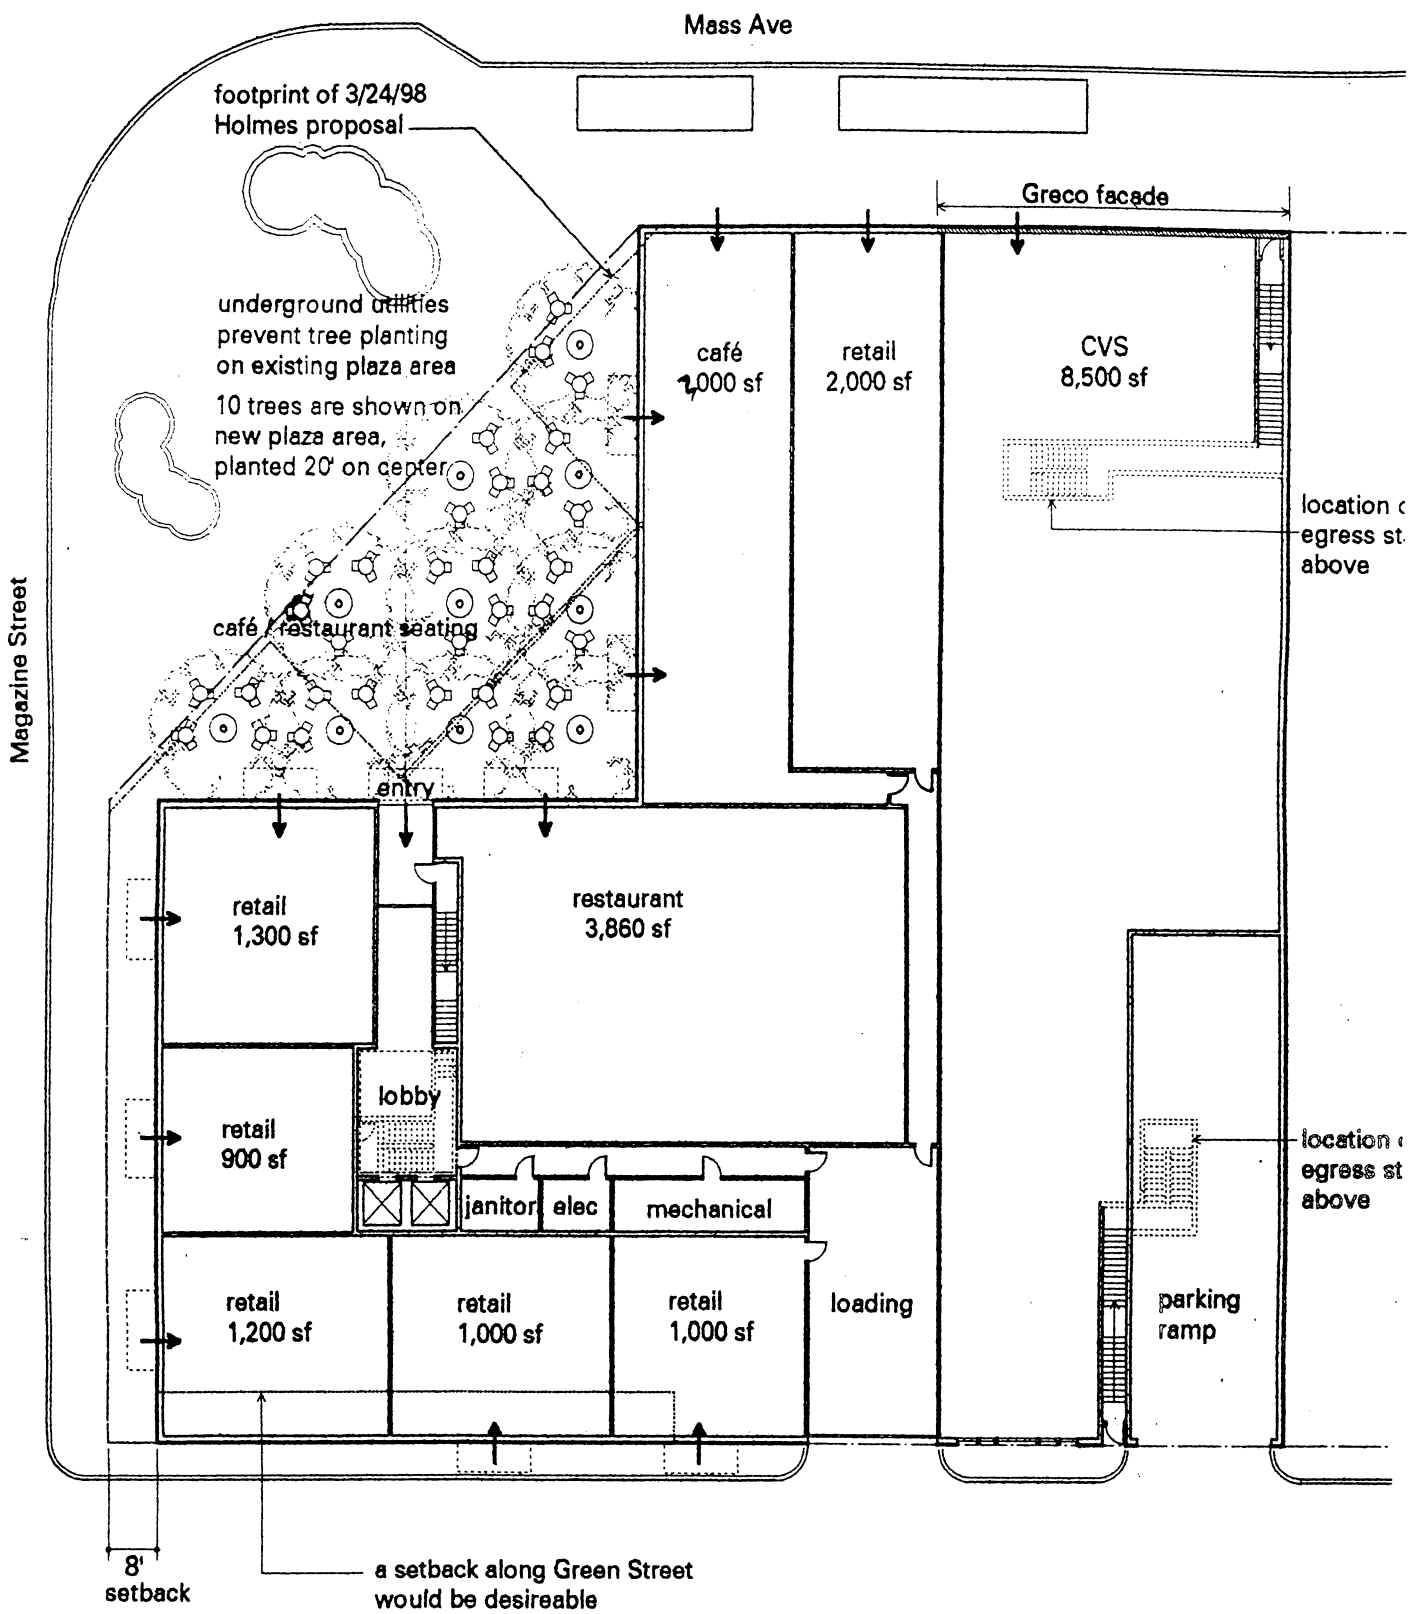 Mass Ave
footprint of 3/24/98
Holmes proposal
Greco façade
underground utilities
prevent tree planting
on existing plaza area
10 trees are shown on
new plaza area,
planted 20' on center
café
2,000 sf
retail
2,000 sf
CVS
8,500 sf
location
egress
above
Magazine Street
café / restaurant seating
entry
retail
1,300 sf
restaurant
3,860 sf
lobby
retail
900 sf
janitor
elec
mechanical
location
egress
above
retail
1,200 sf
retail
1,000 sf
retail
1,000 sf
loading
parking
ramp
8'
setback
a setback along Green Street
would be desireable